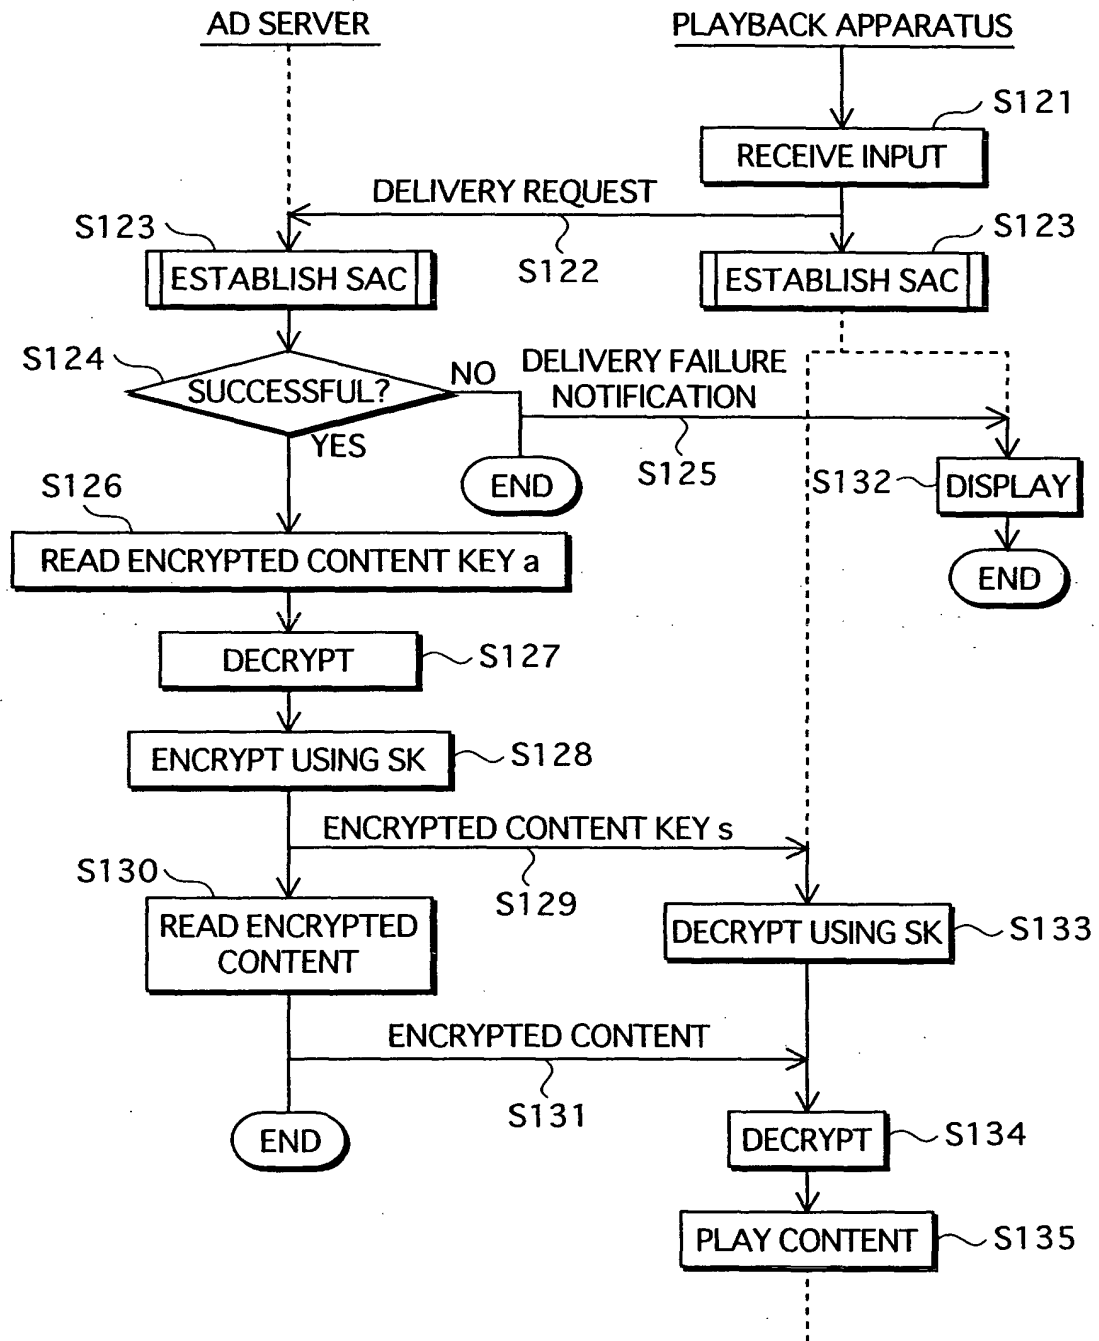 AD SERVER
PLAYBACK APPARATUS
S121
RECEIVE INPUT
DELIVERY REQUEST
S122
S123
ESTABLISH SAC
S123
ESTABLISH SAC
S124
SUCCESSFUL?
NO
YES
DELIVERY FAILURE
NOTIFICATION
S125
END
S132
DISPLAY
END
S126
READ ENCRYPTED CONTENT KEY a
DECRYPT
S127
ENCRYPT USING SK
S128
ENCRYPTED CONTENT KEY s
S129
S130
READ ENCRYPTED
CONTENT
DECRYPT USING SK
S133
ENCRYPTED CONTENT
S131
END
DECRYPT
S134
PLAY CONTENT
S135